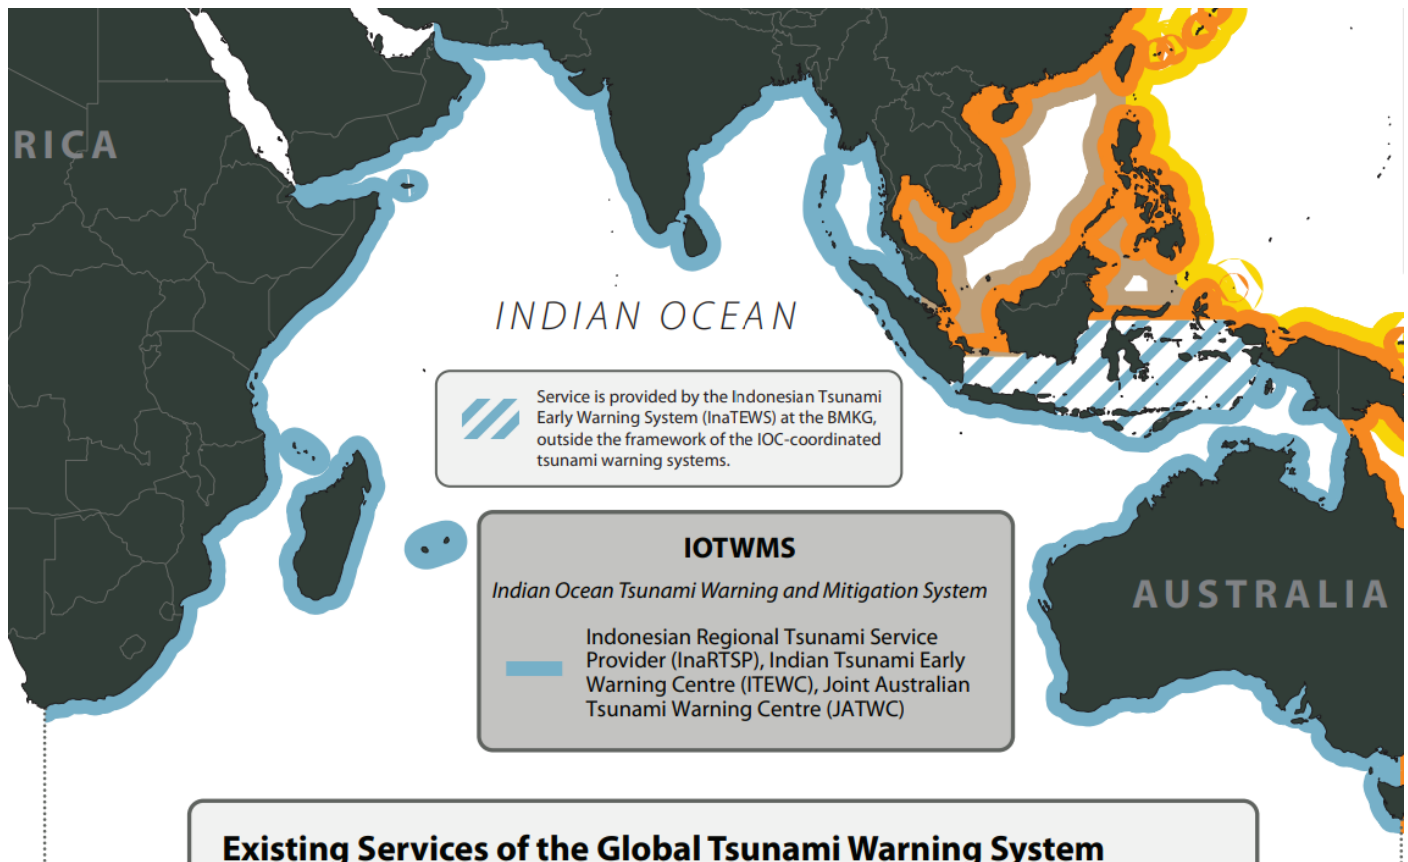 RICA
INDIAN OCEAN
Service is provided by the Indonesian Tsunami
Early Warning System (InaTEWS) at the BMKG,
outside the framework of the IOC-coordinated
tsunami warning systems.
IOTWMS
Indian Ocean Tsunami Warning and Mitigation System
Indonesian Regional Tsunami Service
Provider (InaRTSP), Indian Tsunami Early
Warning Centre (ITEWC), Joint Australian
Tsunami Warning Centre (JATWC)
AUSTRALIA
Existing Services of the Global Tsunami Warning System